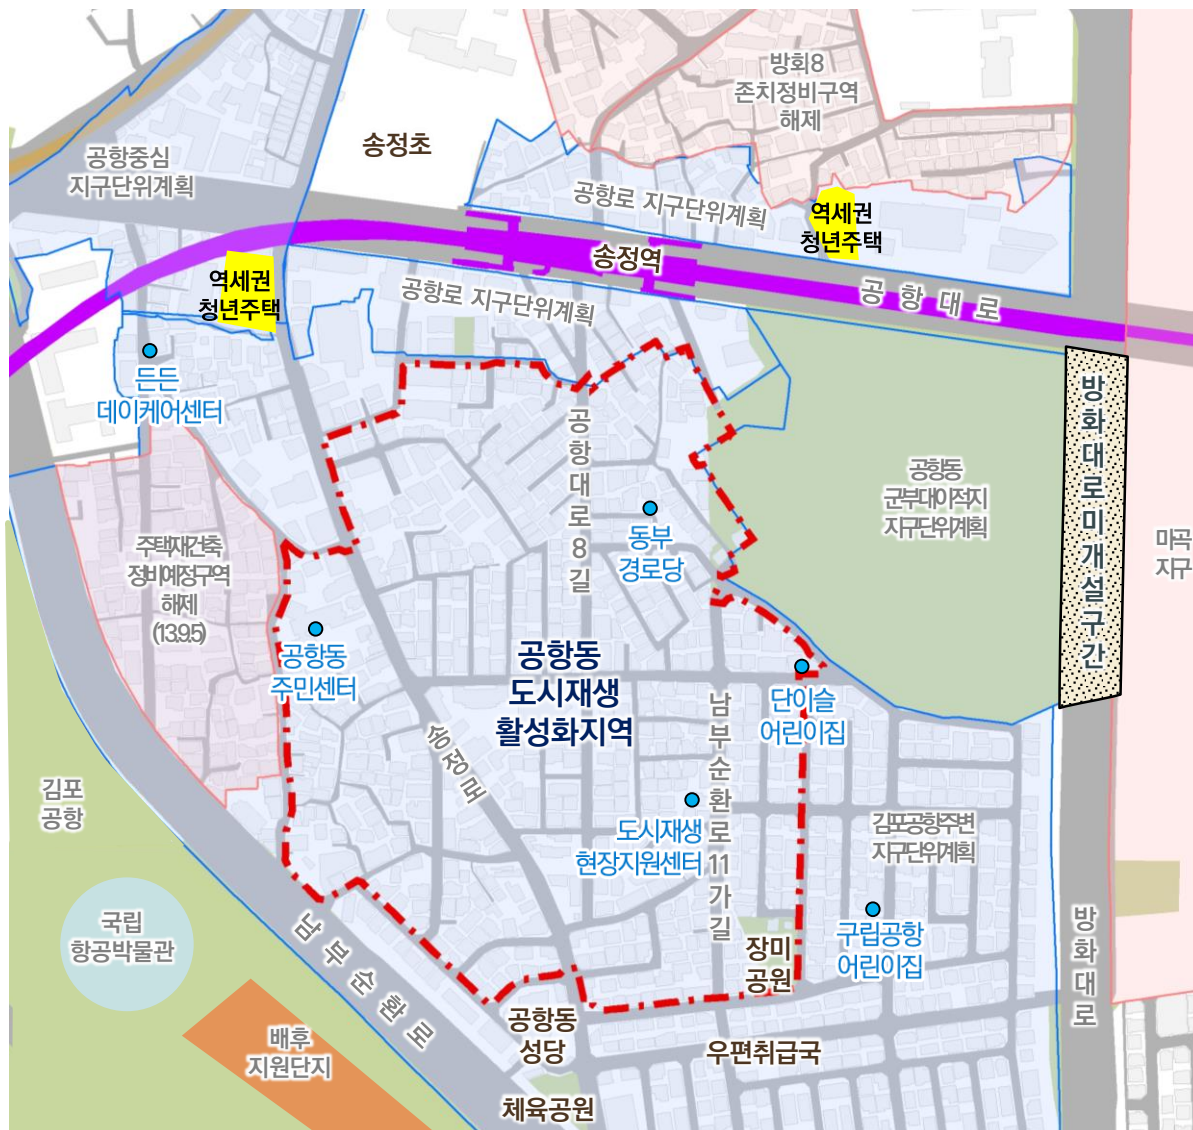 방회8
존치정비구역
해제
송정초
공항중심
지구단위계획
공항로 지구단위계획
역세권
청년주택
송정역
역세권
청년주택
공항로 지구단위계획
공항대로
든든
데이케어센터
방화대로미개설구간
공항대로8길
공항동
군부대이적지
지구단위계획
동부
경로당
마곡
지구
주택재건축
정비예정구역
해제
(13.9.5)
공항동
주민센터
공항동
도시재생
활성화지역
단이슬
어린이집
남부순환로11가길
송정로
김포
공항
도시재생
현장지원센터
김포공항주변
지구단위계획
국립
항공박물관
남부순환로
구립공항
어린이집
장미
공원
방화대로
공항동
성당
우편취급국
배후
지원단지
체육공원